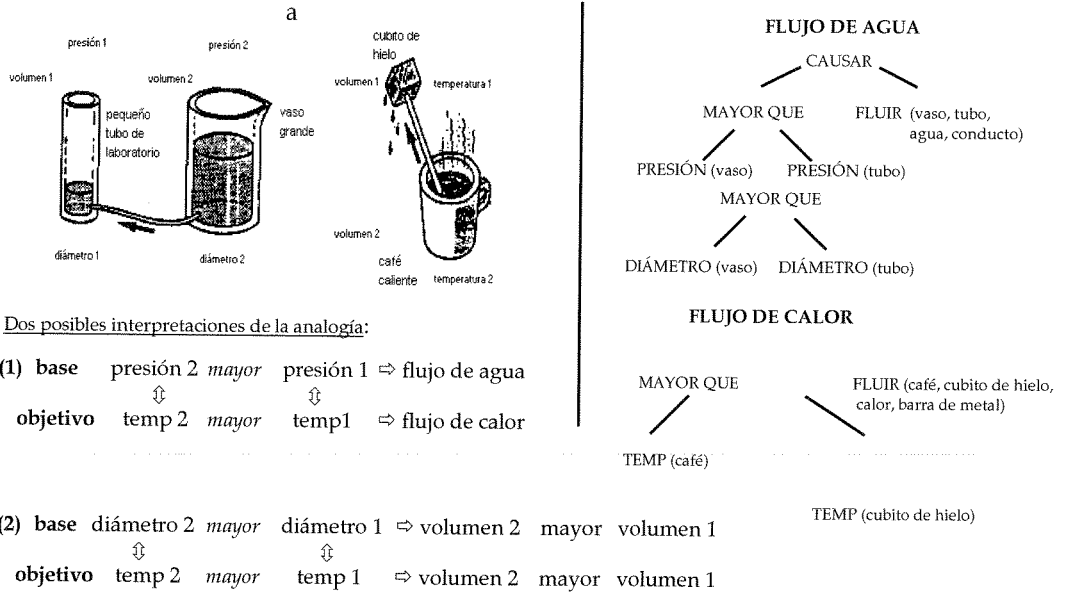 a
presión 1
presión 2
volumen 1
volumen 2
pequeño
tubo de
laboratorio
vaso
grande
diámetro 1
diámetro 2
cubito de
hielo
volumen 1
temperatura 1
volumen 2
café
caliente
temperatura 2
Dos posibles interpretaciones de la analogía:
(1) base presión 2 mayor presión 1 ⇨ flujo de agua
⇕ ⇕
objetivo temp 2 mayor temp1 ⇨ flujo de calor
(2) base diámetro 2 mayor diámetro 1 ⇨ volumen 2 mayor volumen 1
⇕ ⇕
objetivo temp 2 mayor temp 1 ⇨ volumen 2 mayor volumen 1
FLUJO DE AGUA
CAUSAR
MAYOR QUE FLUIR (vaso, tubo,
agua, conducto)
PRESIÓN (vaso) PRESIÓN (tubo)
MAYOR QUE
DIÁMETRO (vaso) DIÁMETRO (tubo)
FLUJO DE CALOR
MAYOR QUE FLUIR (café, cubito de hielo,
calor, barra de metal)
TEMP (café)
TEMP (cubito de hielo)